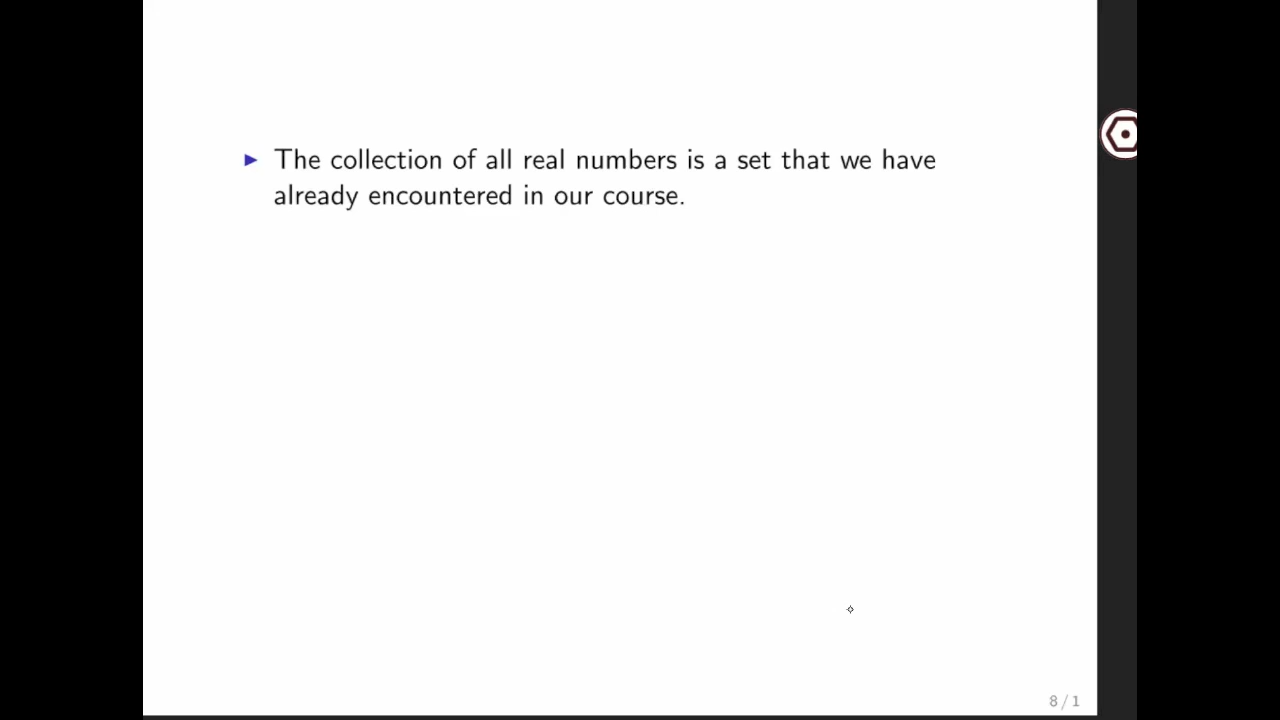 ▶ The collection of all real numbers is a set that we have
already encountered in our course.
8 / 1